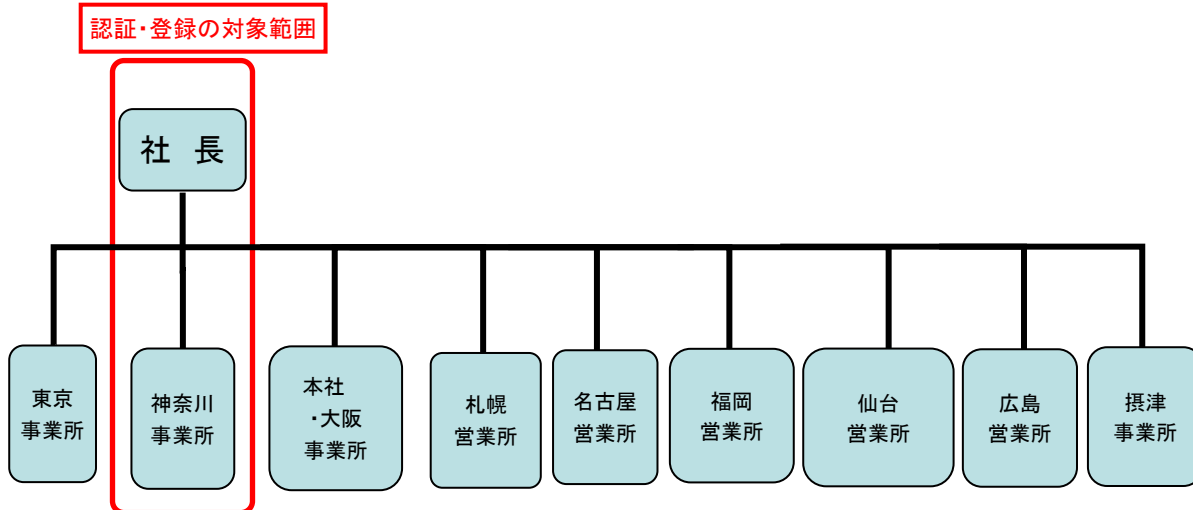 認証・登録の対象範囲
社 長
東京
事業所
神奈川
事業所
本社
・大阪
事業所
札幌
営業所
名古屋
営業所
福岡
営業所
仙台
営業所
広島
営業所
摂津
事業所